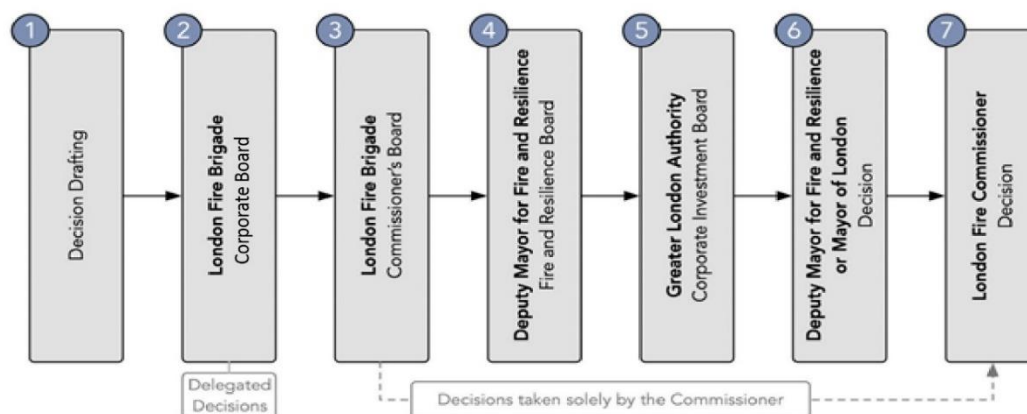 1
Decision Drafting
2
London Fire Brigade
Corporate Board
3
London Fire Brigade
Commissioner's Board
4
Deputy Mayor for Fire and Resilience
Fire and Resilience Board
5
Greater London Authority
Corporate Investment Board
6
Deputy Mayor for Fire and Resilience
or Mayor of London
Decision
7
London Fire Commissioner
Decision
Delegated
Decisions
Decisions taken solely by the Commissioner